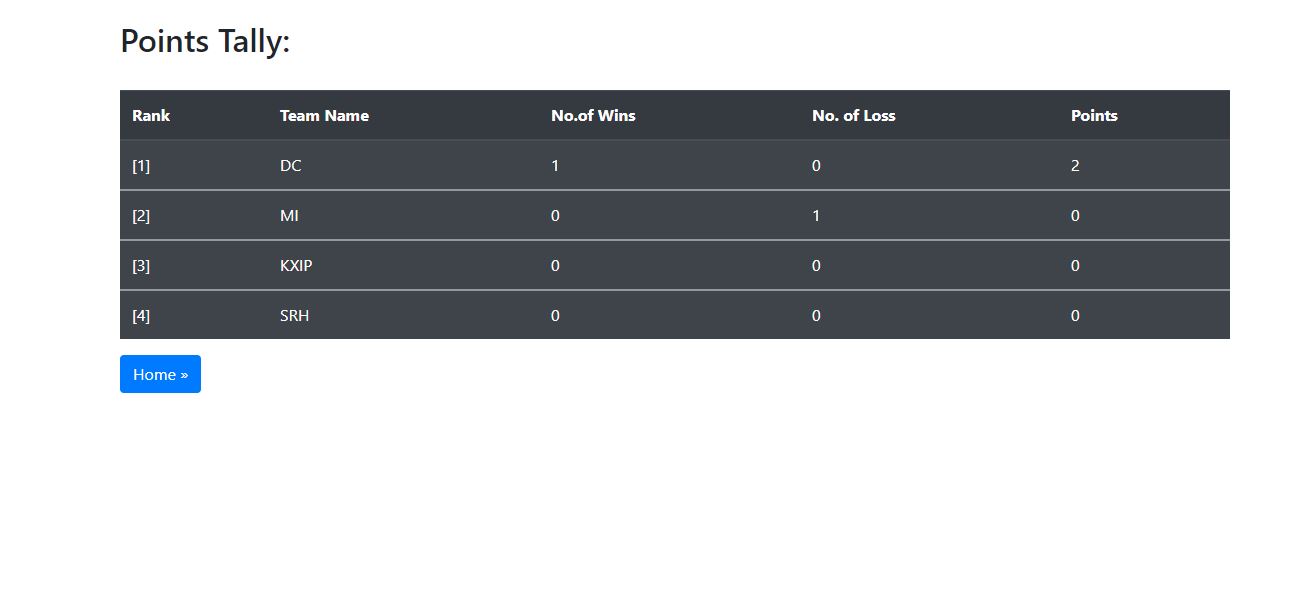 Points Tally:
Rank Team Name No.of Wins No. of Loss Points
[1] DC 1 0 2
[2] MI 0 1 0
[3] KXIP 0 0 0
[4] SRH 0 0 0
Home »